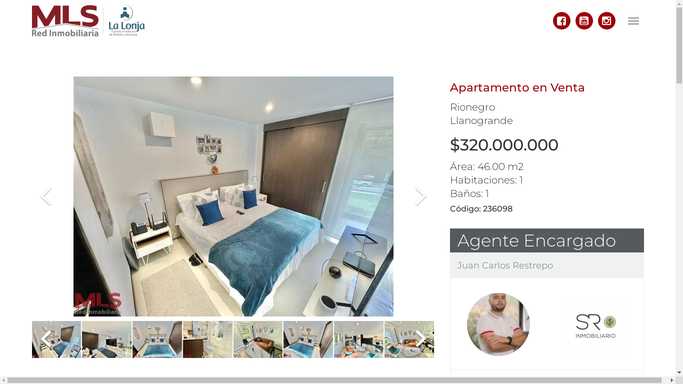 MLS
Red Inmobiliaria
La Lonja
Apartamento en Venta
Rionegro
Llanogrande
$320.000.000
Área: 46.00 m2
Habitaciones: 1
Baños: 1
Código: 236098
Agente Encargado
Juan Carlos Restrepo
MLS
Red Inmobiliaria
SR
INMOBILIARIO